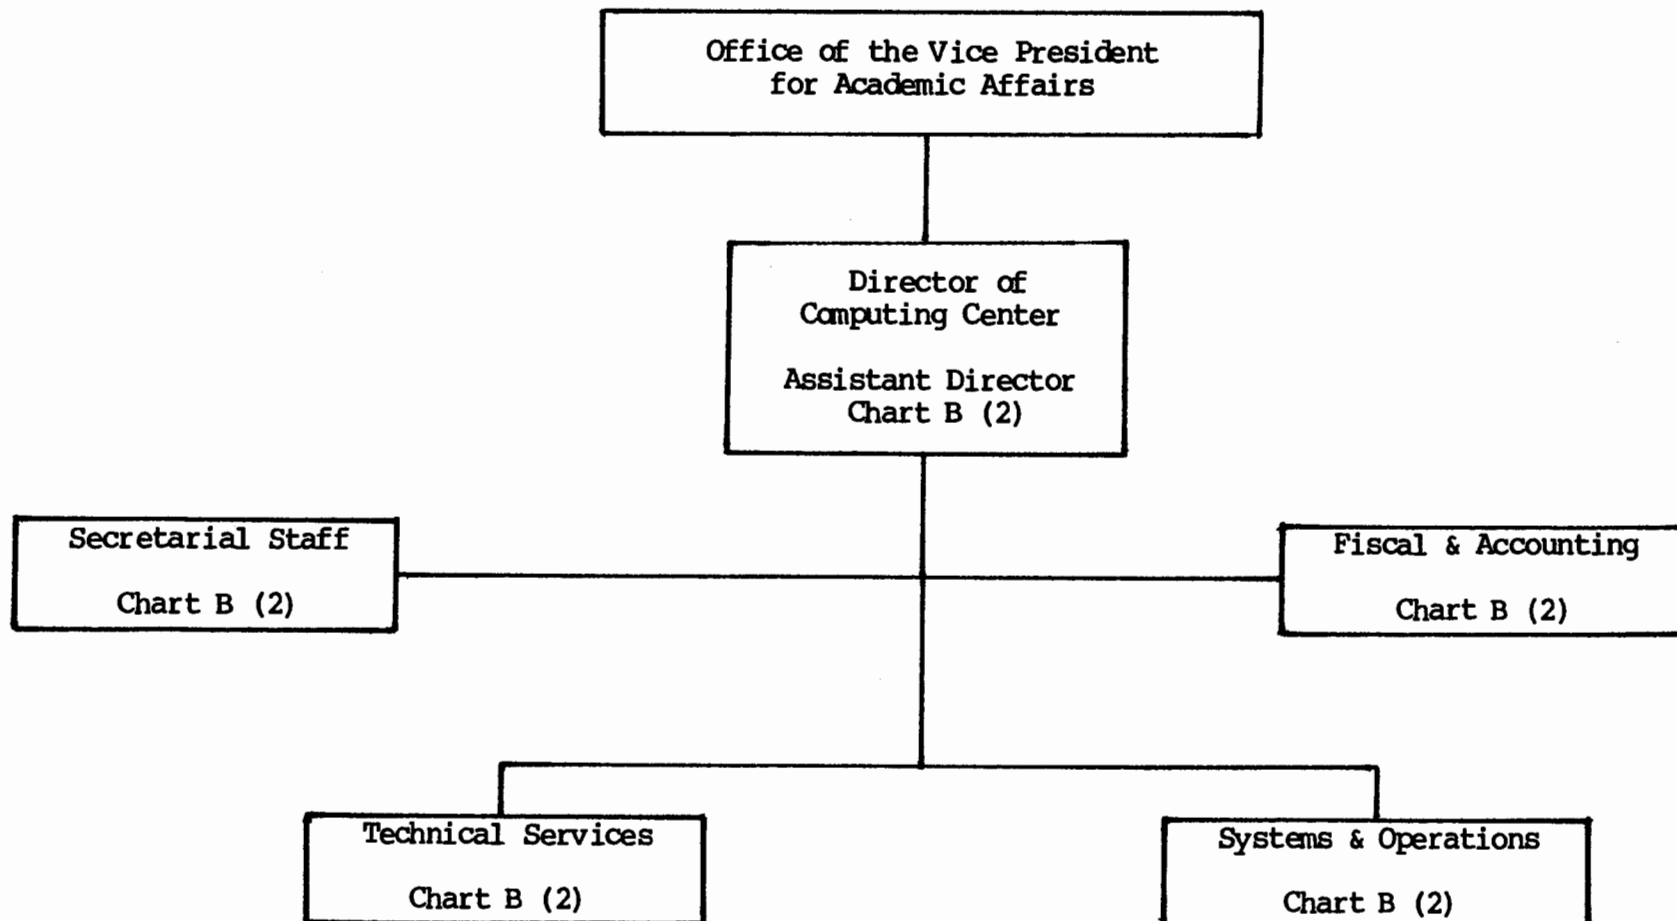 Office of the Vice President
for Academic Affairs
Director of
Computing Center
Assistant Director
Chart B (2)
Secretarial Staff
Chart B (2)
Fiscal & Accounting
Chart B (2)
Technical Services
Chart B (2)
Systems & Operations
Chart B (2)